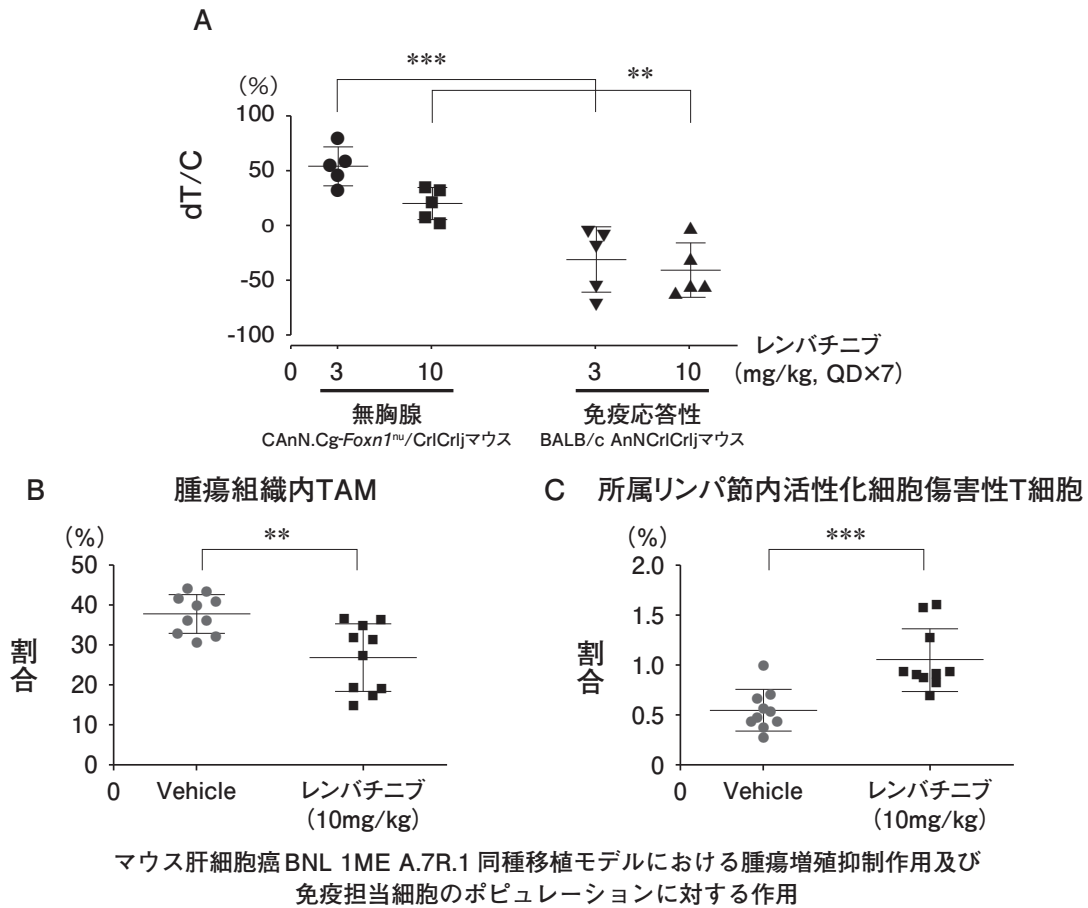 A
(%)
***
**
100
50
0
-50
-100
dT/C
0 3 10 3 10
レンバチニブ
(mg/kg, QD×7)
無胸腺
CAnN.Cg-Foxn1nu/CrlCrljマウス
免疫応答性
BALB/c AnNCrlCrljマウス
B 腫瘍組織内TAM
(%)
**
50
40
30
20
10
0
割合
0 Vehicle レンバチニブ
(10mg/kg)
C 所属リンパ節内活性化細胞傷害性T細胞
(%)
***
2.0
1.5
1.0
0.5
0
割合
0 Vehicle レンバチニブ
(10mg/kg)
マウス肝細胞癌BNL 1ME A.7R.1 同種移植モデルにおける腫瘍増殖抑制作用及び
免疫担当細胞のポピュレーションに対する作用